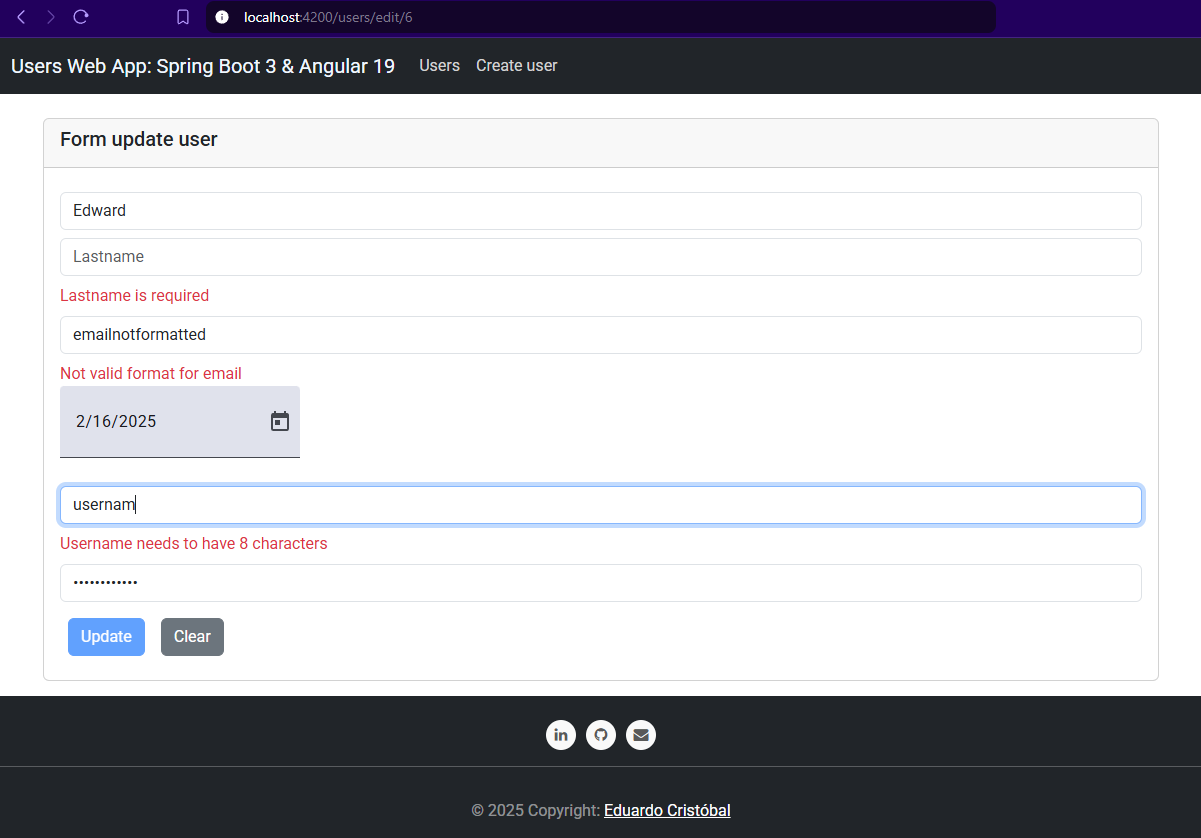 localhost:4200/users/edit/6
Users Web App: Spring Boot 3 & Angular 19 Users Create user
Form update user
Edward
Lastname
Lastname is required
emailnotformatted
Not valid format for email
2/16/2025
usernam
Username needs to have 8 characters
••••••••••••
Update Clear
in
© 2025 Copyright: Eduardo Cristóbal